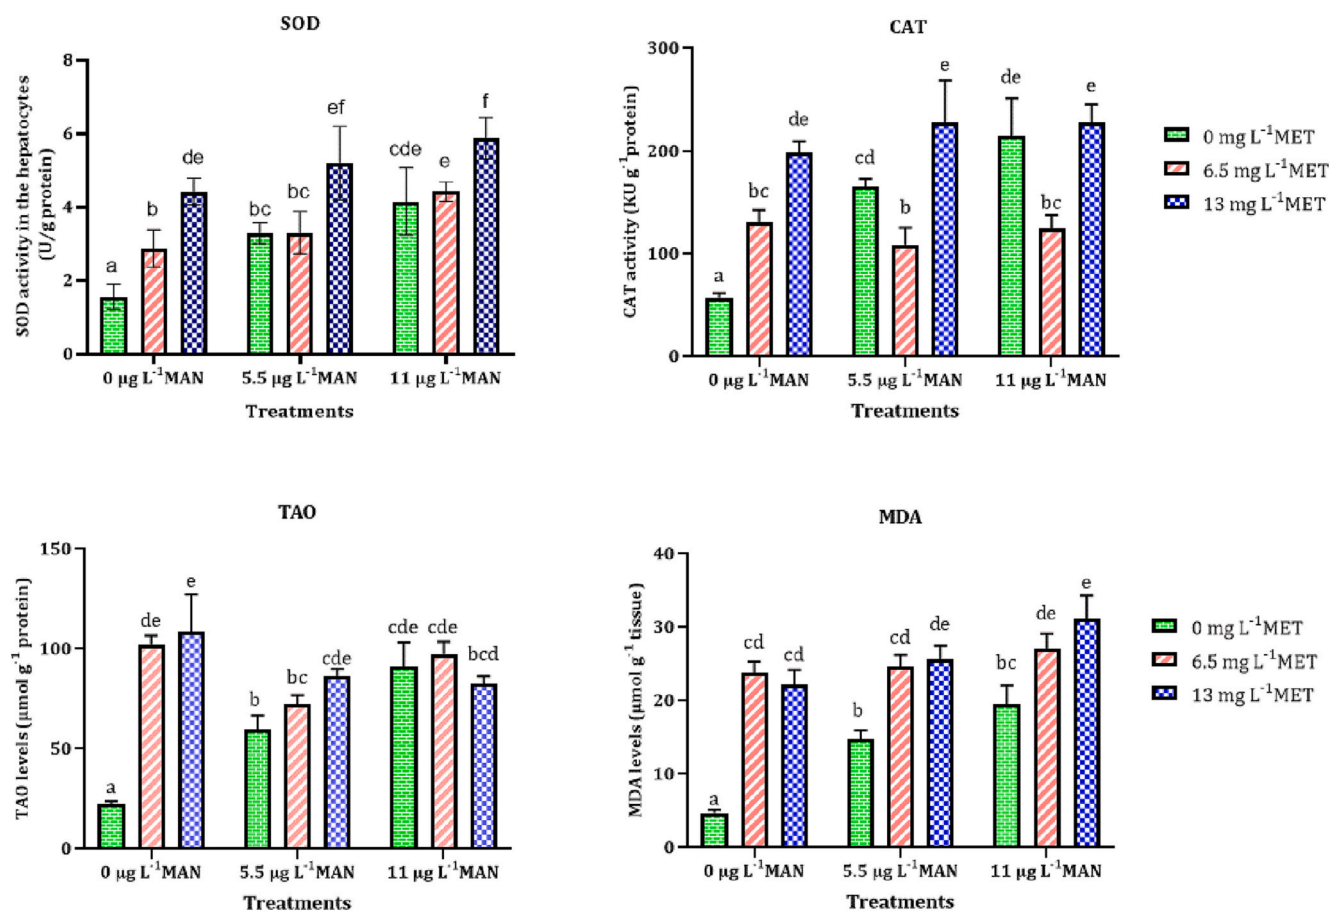 SOD
SOD activity in the hepatocytes
(U/g protein)
8
6
4
2
0
a
b
de
bc
bc
ef
cde
e
f
0 µg L⁻¹MAN
5.5 µg L⁻¹MAN
11 µg L⁻¹MAN
Treatments
CAT
CAT activity (KU g⁻¹protein)
300
200
100
0
a
bc
de
cd
b
e
de
bc
e
0 µg L⁻¹MAN
5.5 µg L⁻¹MAN
11 µg L⁻¹MAN
Treatments
0 mg L⁻¹MET
6.5 mg L⁻¹MET
13 mg L⁻¹MET
TAO
TAO levels (µmol g⁻¹ protein)
150
100
50
0
a
de
e
b
bc
cde
cde
cde
bcd
0 µg L⁻¹MAN
5.5 µg L⁻¹MAN
11 µg L⁻¹MAN
Treatments
MDA
MDA levels (µmol g⁻¹ tissue)
40
30
20
10
0
a
cd
cd
b
cd
de
bc
de
e
0 µg L⁻¹MAN
5.5 µg L⁻¹MAN
11 µg L⁻¹MAN
Treatments
0 mg L⁻¹MET
6.5 mg L⁻¹MET
13 mg L⁻¹MET